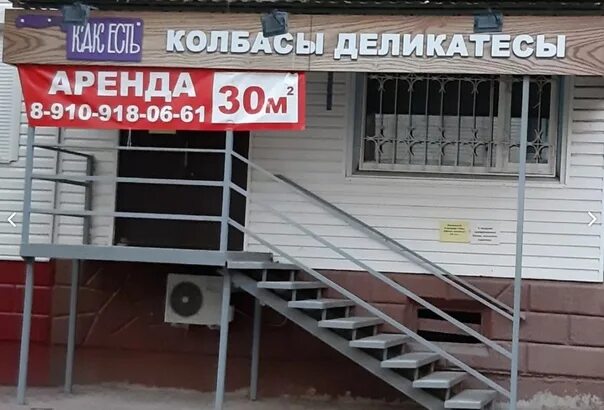 КАК ЕСТЬ КОЛБАСЫ ДЕЛИКАТЕСЫ
АРЕНДА
8-910-918-06-61
30м²